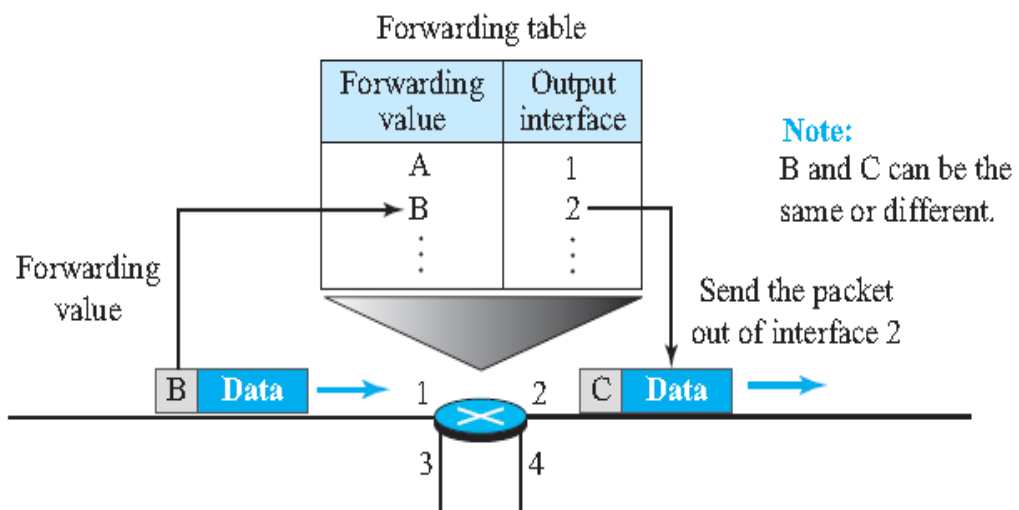 Forwarding table
Forwarding value
Output interface
A 1
B 2
Note:
B and C can be the
same or different.
Forwarding
value
Send the packet
out of interface 2
B Data
1
2
C Data
3
4